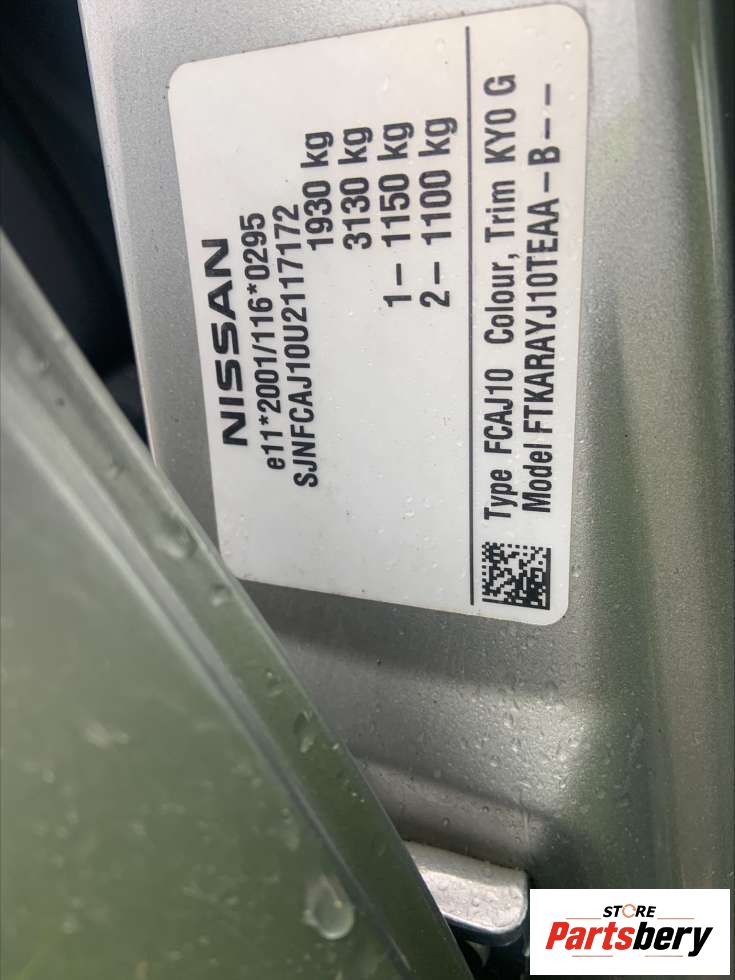 NISSAN
e11*2001/116*0295
SJNFCAJ10U2117172
1930 kg
3130 kg
1– 1150 kg
2– 1100 kg
Type FCAJ10 Colour, Trim KY0 G
Model FTKARAYJ10TEAA–B––
STORE
Partsbery